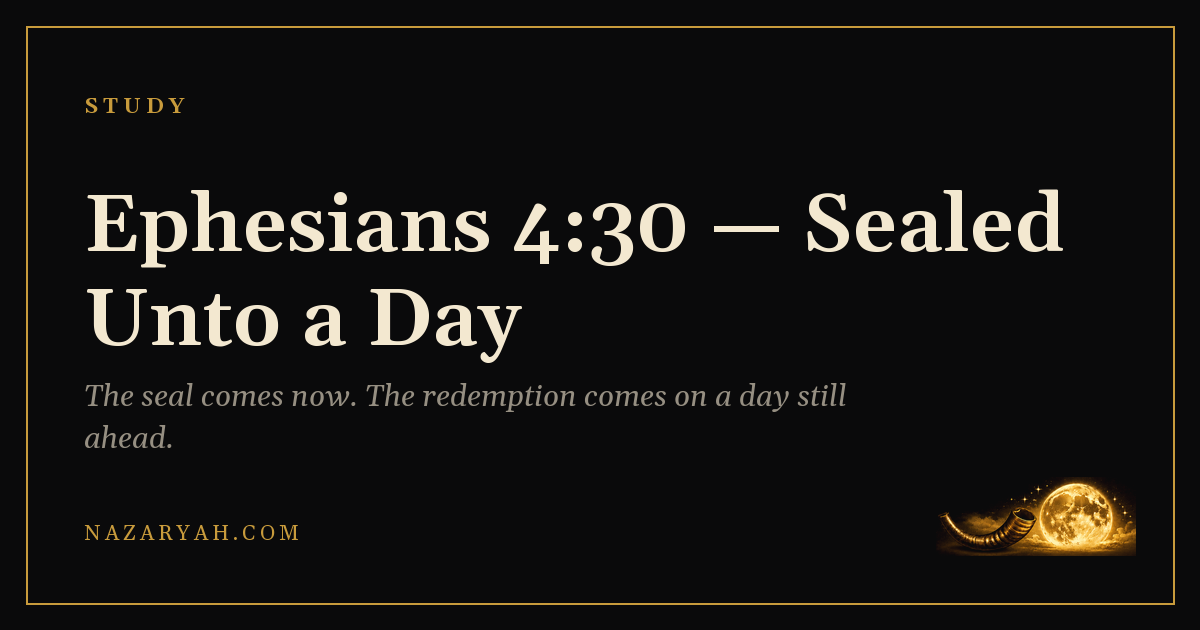 STUDY
Ephesians 4:30 — Sealed
Unto a Day
The seal comes now. The redemption comes on a day still
ahead.
NAZARYAH.COM